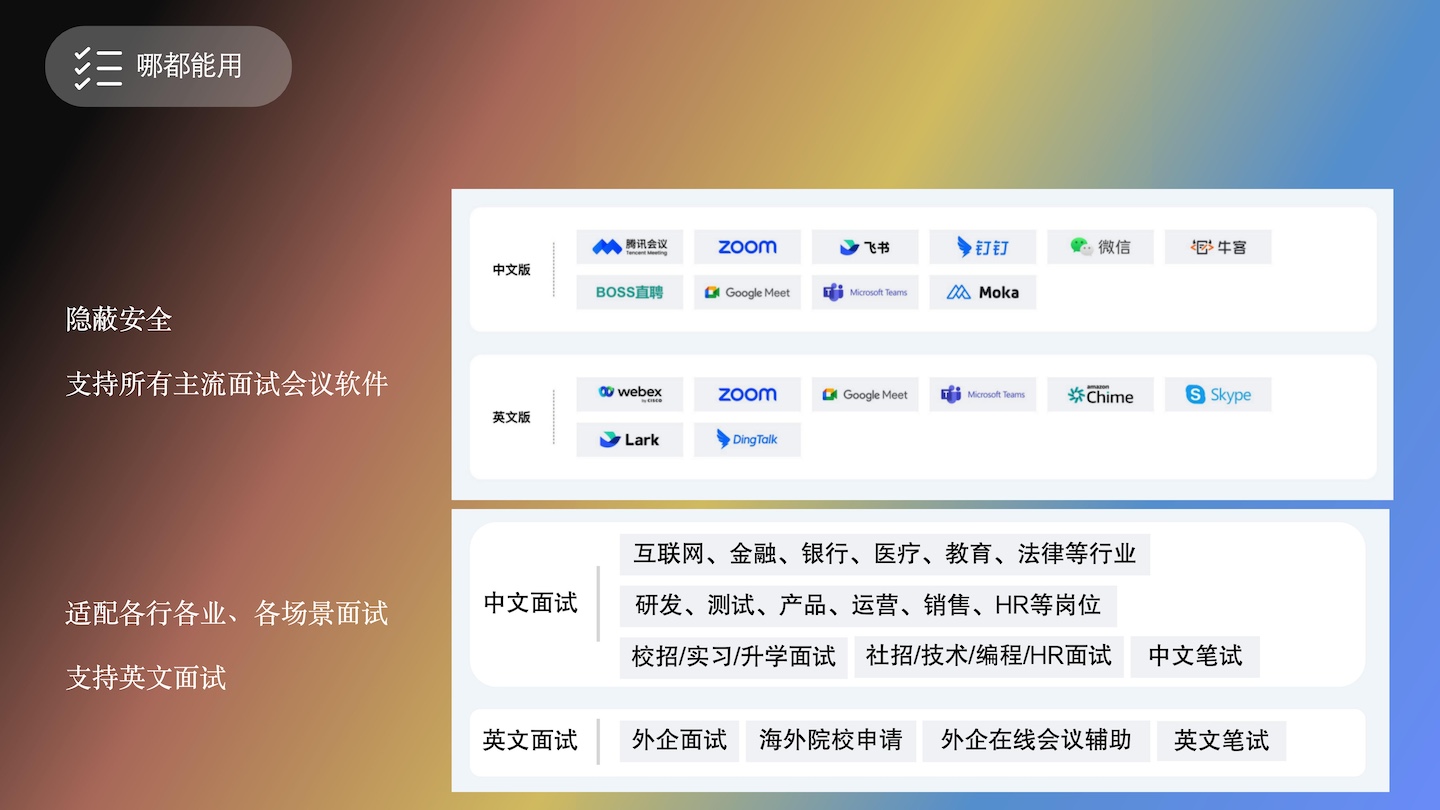 哪都能用
隐蔽安全
支持所有主流面试会议软件
中文版
腾讯会议
Tencent Meeting
zoom
飞书
钉钉
微信
牛客
BOSS直聘
Google Meet
Microsoft Teams
Moka
英文版
webex
by CISCO
zoom
Google Meet
Microsoft Teams
amazon
Chime
Skype
Lark
DingTalk
适配各行各业、各场景面试
支持英文面试
中文面试
互联网、金融、银行、医疗、教育、法律等行业
研发、测试、产品、运营、销售、HR等岗位
校招/实习/升学面试
社招/技术/编程/HR面试
中文笔试
英文面试
外企面试
海外院校申请
外企在线会议辅助
英文笔试